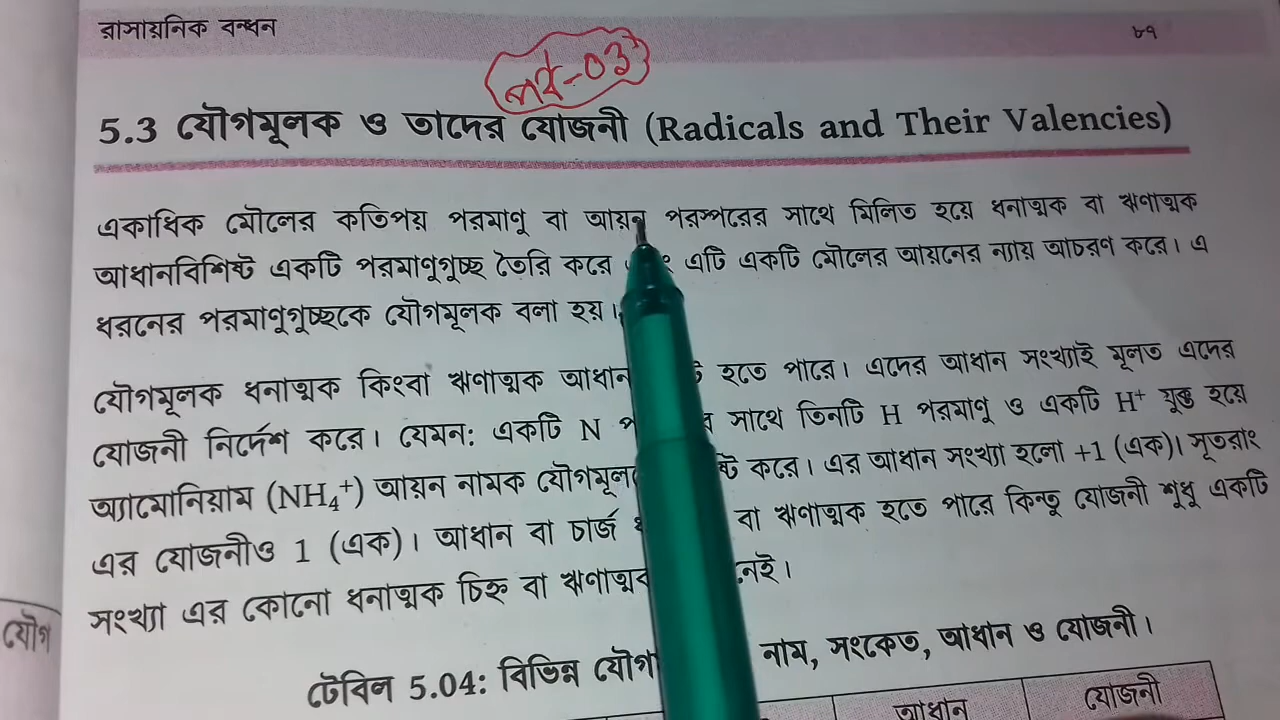 রাসায়নিক বন্ধন
৮৭
5.3 যৌগমূলক ও তাদের যোজনী (Radicals and Their Valencies)
একাধিক মৌলের কতিপয় পরমাণু বা আয়ন পরস্পরের সাথে মিলিত হয়ে ধনাত্মক বা ঋণাত্মক
আধানবিশিষ্ট একটি পরমাণুগুচ্ছ তৈরি করে এটি একটি মৌলের আয়নের ন্যায় আচরণ করে। এ
ধরনের পরমাণুগুচ্ছকে যৌগমূলক বলা হয়।
যৌগমূলক ধনাত্মক কিংবা ঋণাত্মক আধান হতে পারে। এদের আধান সংখ্যাই মূলত এদের
যোজনী নির্দেশ করে। যেমন: একটি N সাথে তিনটি H পরমাণু ও একটি H⁺ যুক্ত হয়ে
অ্যামোনিয়াম (NH₄⁺) আয়ন নামক যৌগমূল করে। এর আধান সংখ্যা হলো +1 (এক)। সুতরাং
এর যোজনীও 1 (এক)। আধান বা চার্জ বা ঋণাত্মক হতে পারে কিন্তু যোজনী শুধু একটি
সংখ্যা এর কোনো ধনাত্মক চিহ্ন বা ঋণাত্মক নেই।
টেবিল 5.04: বিভিন্ন যৌগ নাম, সংকেত, আধান ও যোজনী।
আধান যোজনী
যৌগ